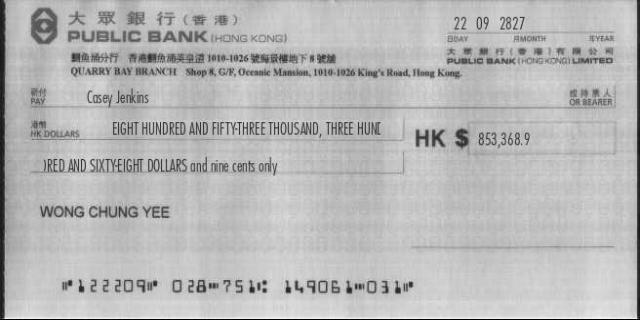 大眾銀行(香港)
PUBLIC BANK (HONG KONG)
22 09 2827
日DAY 月MONTH 年YEAR
大眾銀行(香港)有限公司
PUBLIC BANK (HONG KONG) LIMITED
鰂魚涌分行 香港鰂魚涌英皇道 1010-1026 號海景樓地下 8 號舖
QUARRY BAY BRANCH Shop 8, G/F, Oceanic Mansion, 1010-1026 King's Road, Hong Kong.
祈付
PAY
Casey Jenkins
或持票人
OR BEARER
港幣
HK DOLLARS
EIGHT HUNDRED AND FIFTY-THREE THOUSAND, THREE HUND
HK $ 853,368.9
)RED AND SIXTY-EIGHT DOLLARS and nine cents only
WONG CHUNG YEE
⑈122209⑈ 028⑉751⑆ 149061⑉031⑈